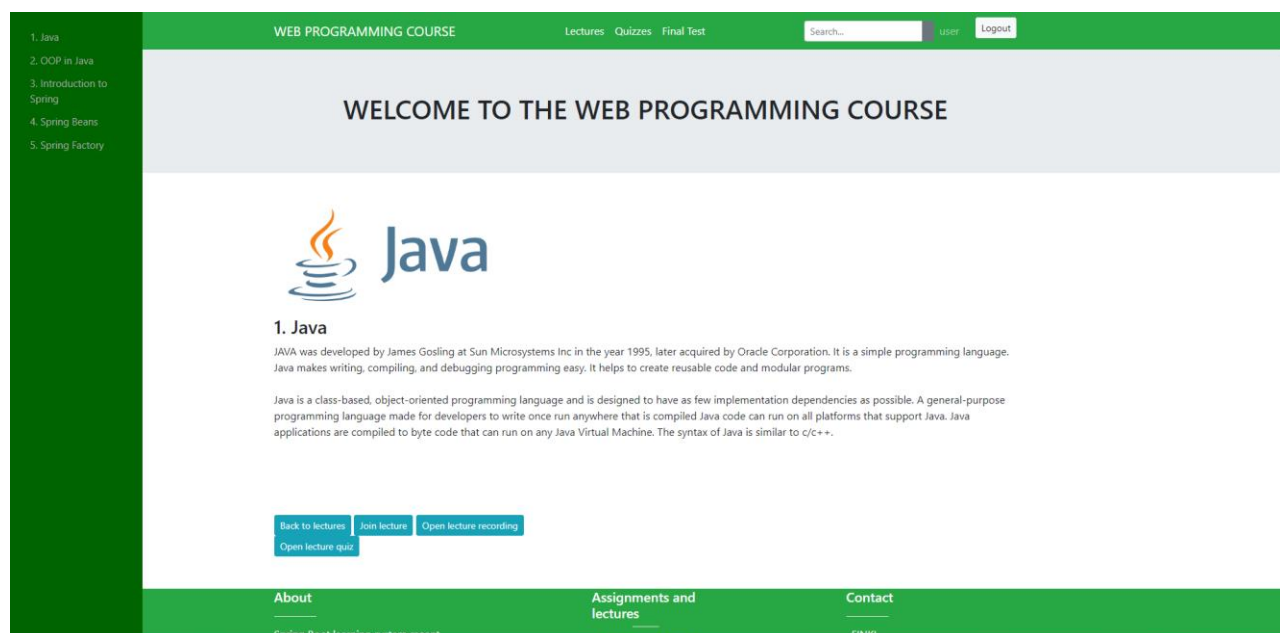 1. Java
2. OOP in Java
3. Introduction to
Spring
4. Spring Beans
5. Spring Factory
WEB PROGRAMMING COURSE
Lectures Quizzes Final Test
Search...
user
Logout
WELCOME TO THE WEB PROGRAMMING COURSE
Java
1. Java
JAVA was developed by James Gosling at Sun Microsystems Inc in the year 1995, later acquired by Oracle Corporation. It is a simple programming language.
Java makes writing, compiling, and debugging programming easy. It helps to create reusable code and modular programs.
Java is a class-based, object-oriented programming language and is designed to have as few implementation dependencies as possible. A general-purpose
programming language made for developers to write once run anywhere that is compiled Java code can run on all platforms that support Java. Java
applications are compiled to byte code that can run on any Java Virtual Machine. The syntax of Java is similar to c/c++.
Back to lectures Join lecture Open lecture recording
Open lecture quiz
About
Assignments and
lectures
Contact